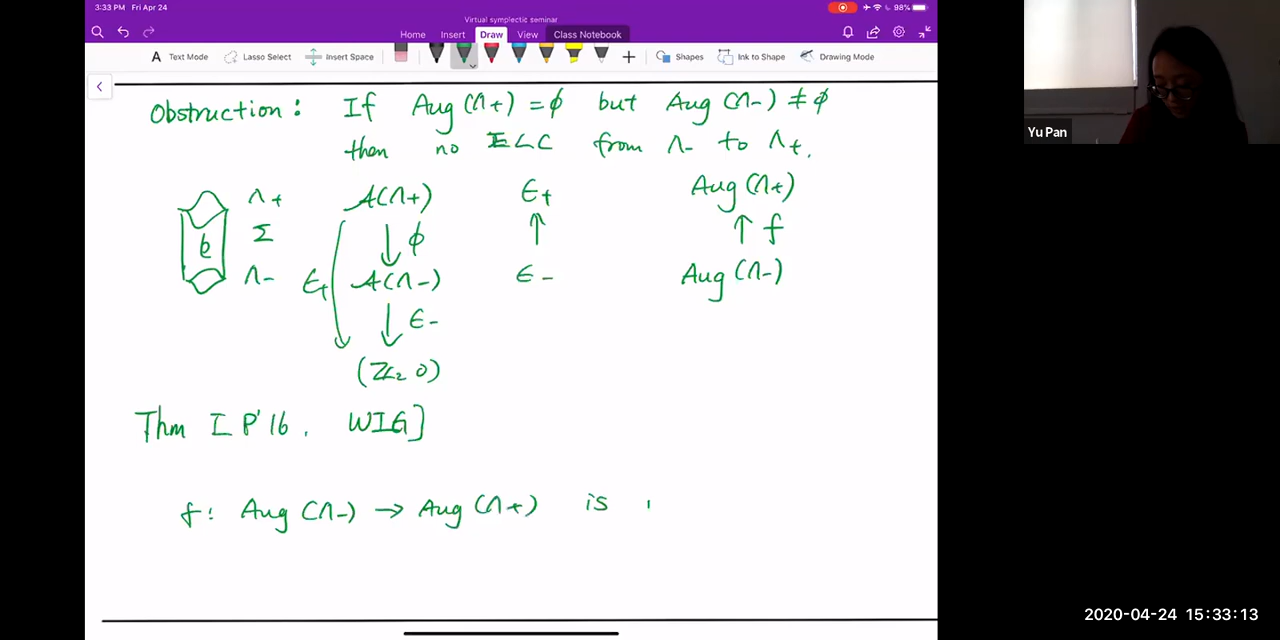 3:33 PM Fri Apr 24
98%
Virtual symplectic seminar
Home Insert Draw View Class Notebook
Text Mode Lasso Select Insert Space Shapes Ink to Shape Drawing Mode
Obstruction: If Aug(Λ+) = ϕ but Aug(Λ-) ≠ ϕ
then no ELC from Λ- to Λ+.
Λ+ A(Λ+) ϵ+ Aug(Λ+)
Σ ↓ϕ ↑ ↑ f
Λ- ϵ+ A(Λ-) ϵ- Aug(Λ-)
↓ϵ-
(Z2 0)
Thm [P'16. WIG]
f: Aug(Λ-) → Aug(Λ+) is
Yu Pan
2020-04-24 15:33:13